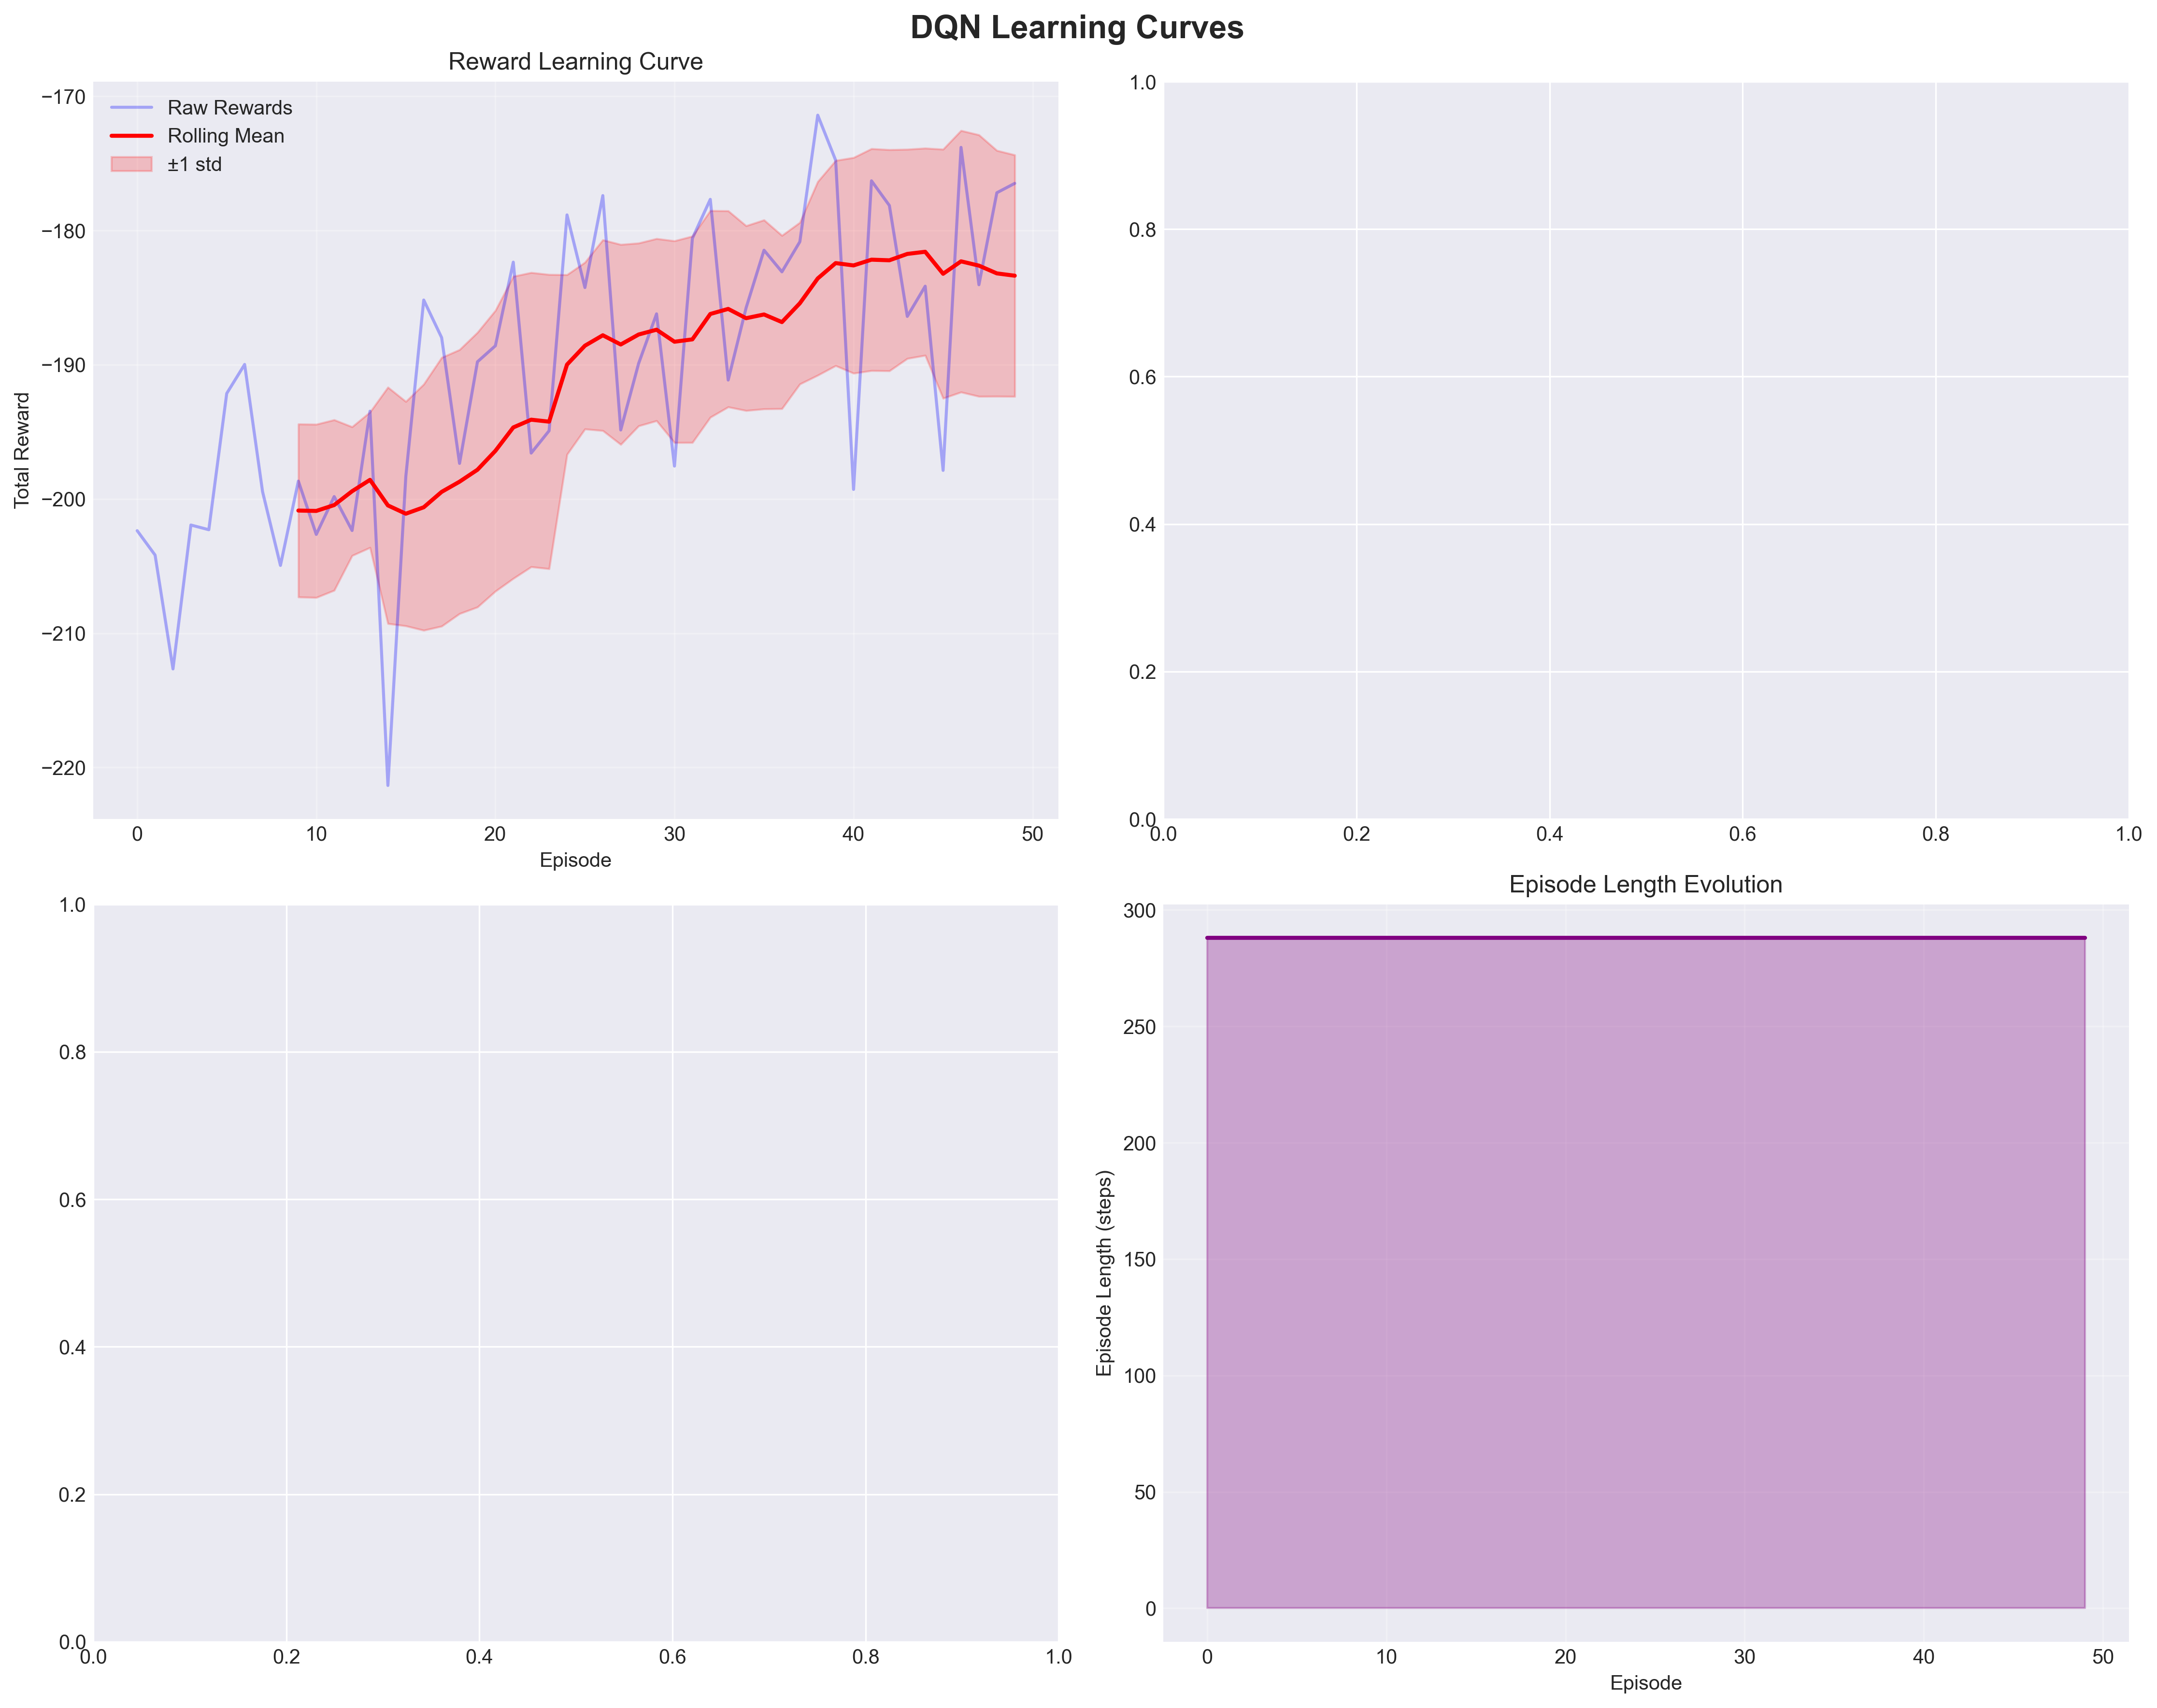 DQN Learning Curves
Reward Learning Curve
Raw Rewards
Rolling Mean
±1 std
−170
−180
−190
−200
−210
−220
Total Reward
0 10 20 30 40 50
Episode
1.0
0.8
0.6
0.4
0.2
0.0
0.0 0.2 0.4 0.6 0.8 1.0
1.0
0.8
0.6
0.4
0.2
0.0
0.0 0.2 0.4 0.6 0.8 1.0
Episode Length Evolution
300
250
200
150
100
50
0
Episode Length (steps)
0 10 20 30 40 50
Episode